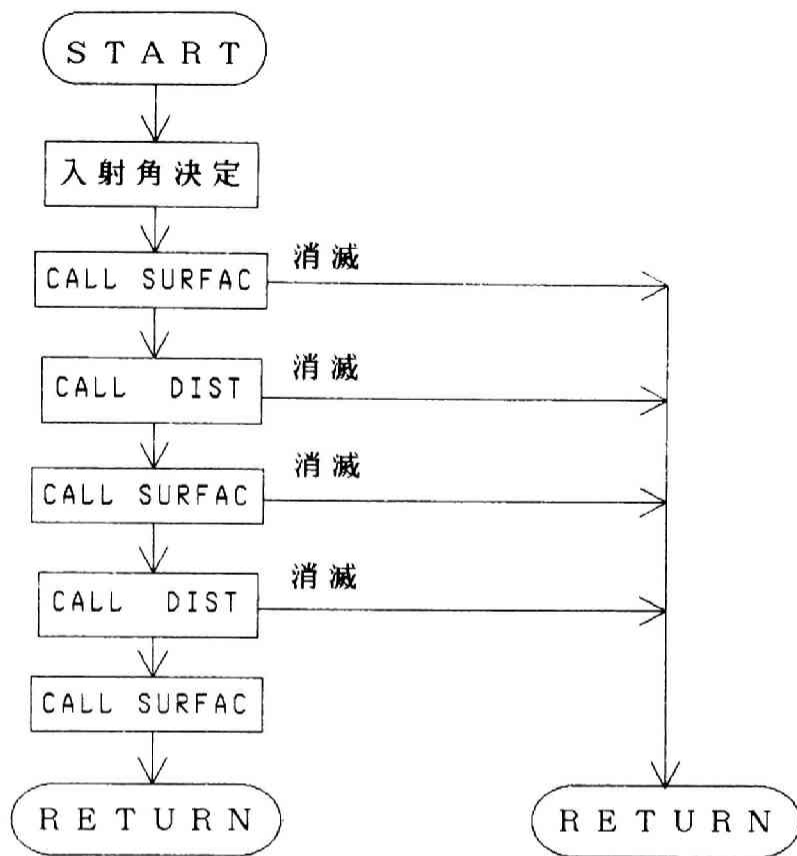 START
入射角決定
消滅
CALL SURFAC
消滅
CALL DIST
消滅
CALL SURFAC
消滅
CALL DIST
CALL SURFAC
RETURN
RETURN